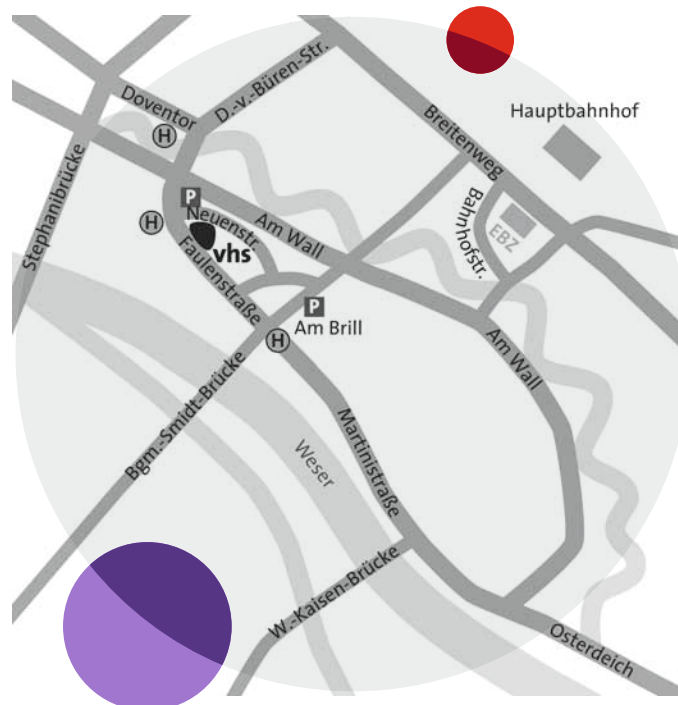 Doventor
D.-v.-Büren-Str.
Breitenweg
Hauptbahnhof
H
Stephanibrücke
P
Neuenstr.
Am Wall
Bahnhofstr.
EBZ
H
vhs
Faulenstraße
P
Am Brill
H
Am Wall
Bgm.-Smidt-Brücke
Martinistraße
Weser
W.-Kaisen-Brücke
Osterdeich